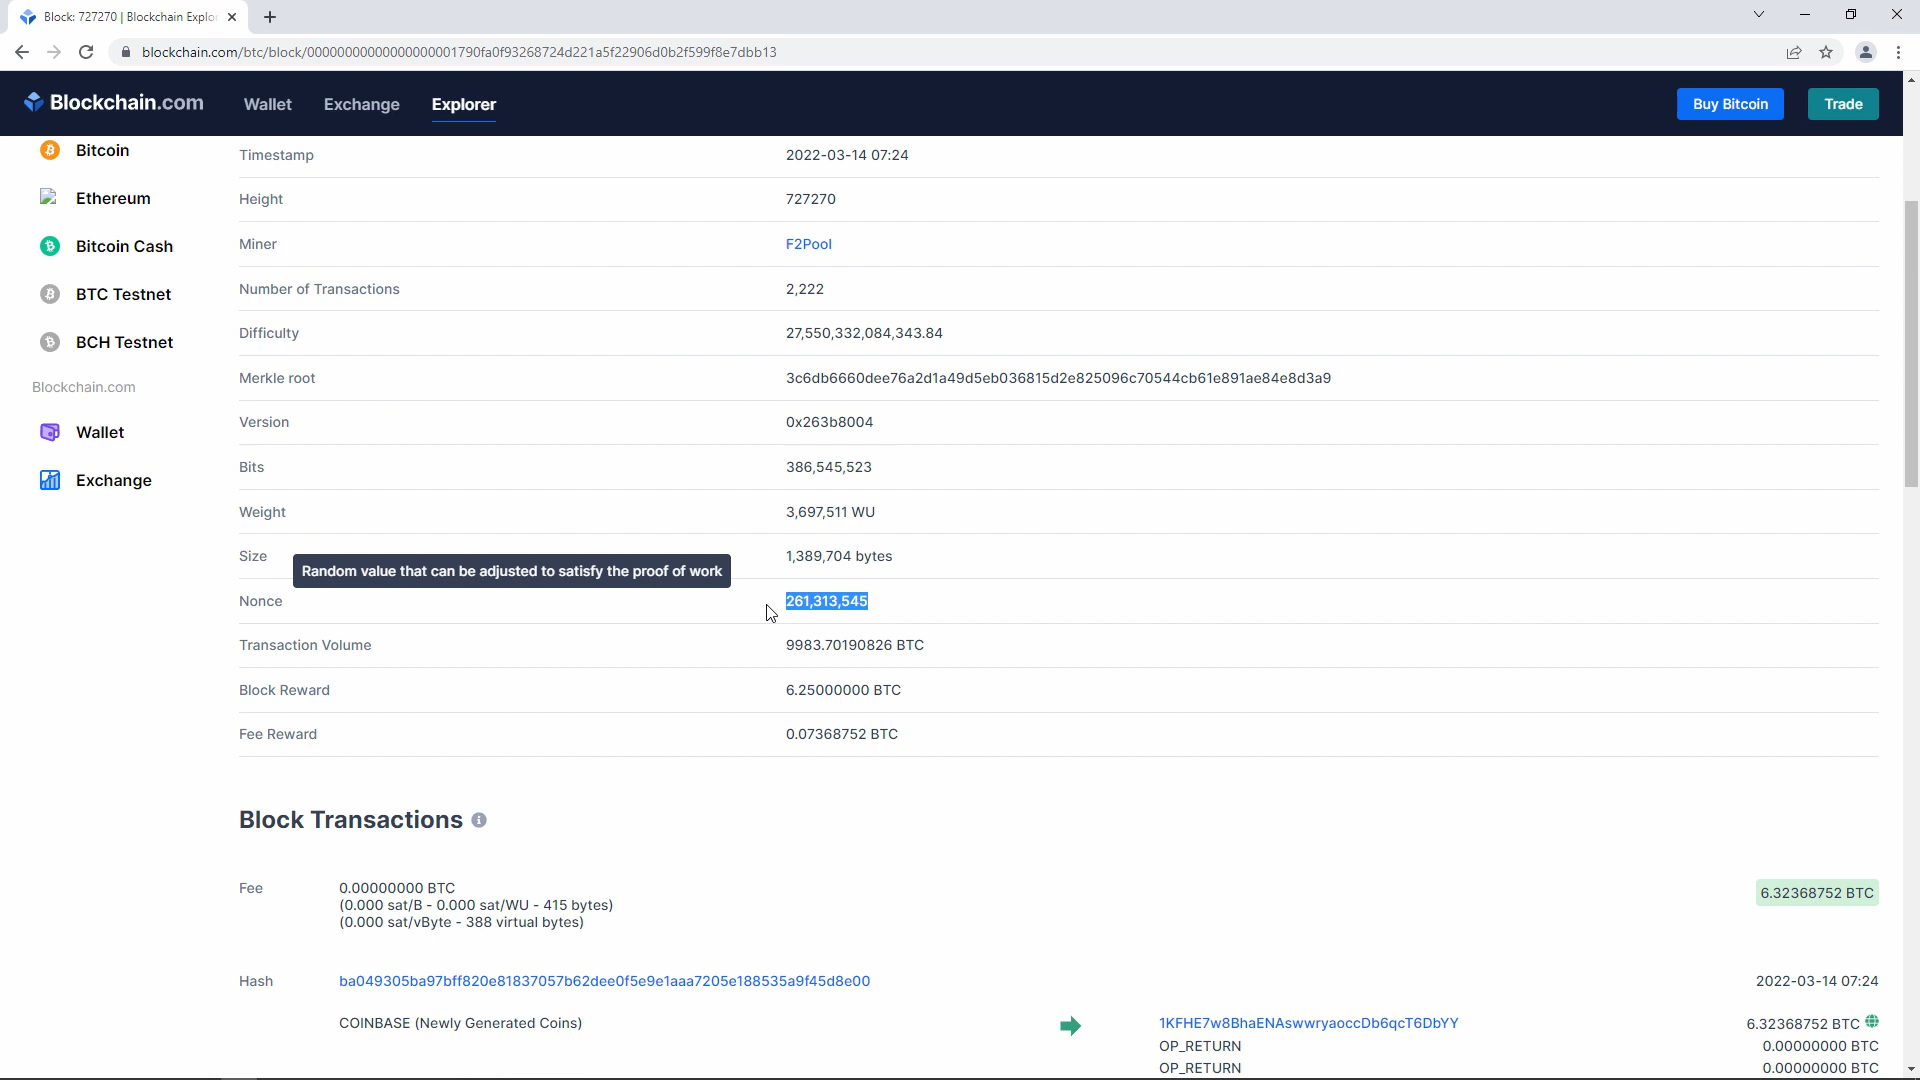 Block: 727270 | Blockchain Explo
blockchain.com/btc/block/00000000000000000001790fa0f93268724d221a5f22906d0b2f599f8e7dbb13
Blockchain.com Wallet Exchange Explorer Buy Bitcoin Trade
Bitcoin
Ethereum
Bitcoin Cash
BTC Testnet
BCH Testnet
Blockchain.com
Wallet
Exchange
Timestamp 2022-03-14 07:24
Height 727270
Miner F2Pool
Number of Transactions 2,222
Difficulty 27,550,332,084,343.84
Merkle root 3c6db6660dee76a2d1a49d5eb036815d2e825096c70544cb61e891ae84e8d3a9
Version 0x263b8004
Bits 386,545,523
Weight 3,697,511 WU
Size 1,389,704 bytes
Random value that can be adjusted to satisfy the proof of work
Nonce 261,313,545
Transaction Volume 9983.70190826 BTC
Block Reward 6.25000000 BTC
Fee Reward 0.07368752 BTC
Block Transactions
Fee 0.00000000 BTC 6.32368752 BTC
(0.000 sat/B - 0.000 sat/WU - 415 bytes)
(0.000 sat/vByte - 388 virtual bytes)
Hash ba049305ba97bff820e81837057b62dee0f5e9e1aaa7205e188535a9f45d8e00 2022-03-14 07:24
COINBASE (Newly Generated Coins) 1KFHE7w8BhaENAswwryaoccDb6qcT6DbYY 6.32368752 BTC
OP_RETURN 0.00000000 BTC
OP_RETURN 0.00000000 BTC